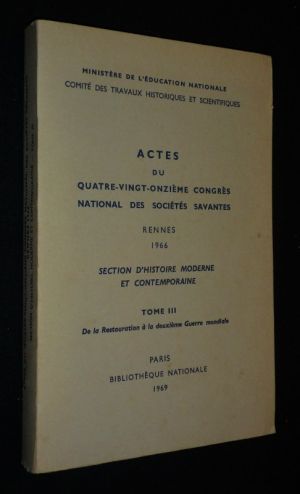 MINISTÈRE DE L'ÉDUCATION NATIONALE
COMITÉ DES TRAVAUX HISTORIQUES ET SCIENTIFIQUES
ACTES
DU
QUATRE-VINGT-ONZIÈME CONGRÈS
NATIONAL DES SOCIÉTÉS SAVANTES
RENNES
1966
SECTION D'HISTOIRE MODERNE
ET CONTEMPORAINE
TOME III
De la Restauration à la deuxième Guerre mondiale
PARIS
BIBLIOTHÈQUE NATIONALE
1969